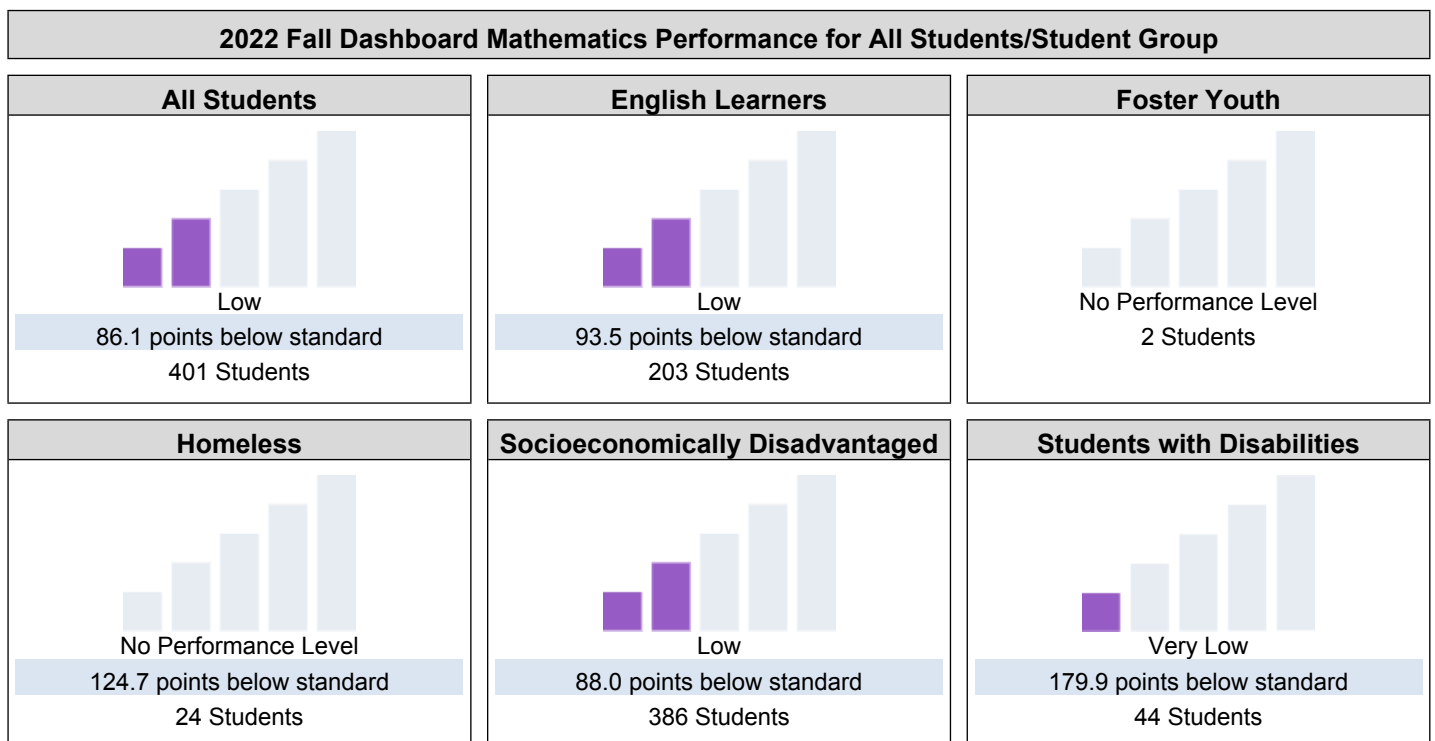 2022 Fall Dashboard Mathematics Performance for All Students/Student Group
All Students
Low
86.1 points below standard
401 Students
English Learners
Low
93.5 points below standard
203 Students
Foster Youth
No Performance Level
2 Students
Homeless
No Performance Level
124.7 points below standard
24 Students
Socioeconomically Disadvantaged
Low
88.0 points below standard
386 Students
Students with Disabilities
Very Low
179.9 points below standard
44 Students